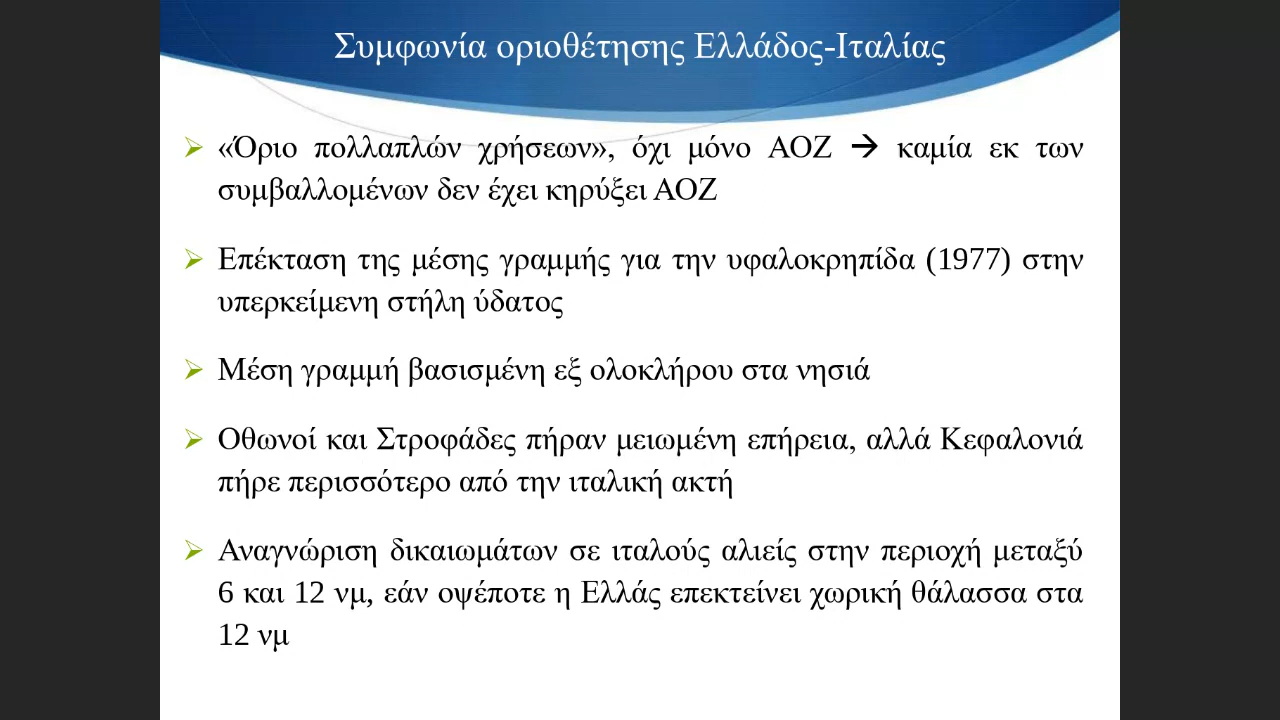 Συμφωνία οριοθέτησης Ελλάδος-Ιταλίας
➢ «Όριο πολλαπλών χρήσεων», όχι μόνο ΑΟΖ → καμία εκ των
συμβαλλομένων δεν έχει κηρύξει ΑΟΖ
➢ Επέκταση της μέσης γραμμής για την υφαλοκρηπίδα (1977) στην
υπερκείμενη στήλη ύδατος
➢ Μέση γραμμή βασισμένη εξ ολοκλήρου στα νησιά
➢ Οθωνοί και Στροφάδες πήραν μειωμένη επήρεια, αλλά Κεφαλονιά
πήρε περισσότερο από την ιταλική ακτή
➢ Αναγνώριση δικαιωμάτων σε ιταλούς αλιείς στην περιοχή μεταξύ
6 και 12 νμ, εάν οψέποτε η Ελλάς επεκτείνει χωρική θάλασσα στα
12 νμ